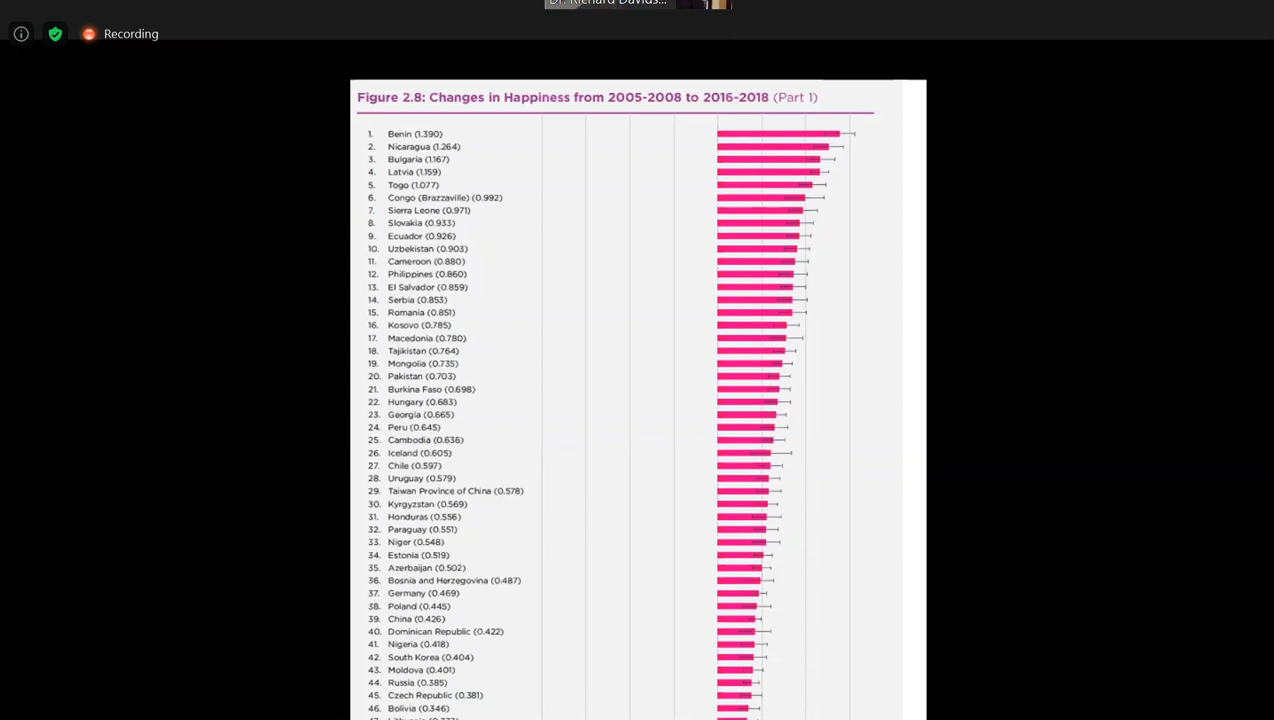 Dr. Richard Davids...
Recording
Figure 2.8: Changes in Happiness from 2005-2008 to 2016-2018 (Part 1)
1. Benin (1.390)
2. Nicaragua (1.264)
3. Bulgaria (1.167)
4. Latvia (1.159)
5. Togo (1.077)
6. Congo (Brazzaville) (0.992)
7. Sierra Leone (0.971)
8. Slovakia (0.933)
9. Ecuador (0.926)
10. Uzbekistan (0.903)
11. Cameroon (0.880)
12. Philippines (0.860)
13. El Salvador (0.859)
14. Serbia (0.853)
15. Romania (0.851)
16. Kosovo (0.785)
17. Macedonia (0.780)
18. Tajikistan (0.764)
19. Mongolia (0.735)
20. Pakistan (0.703)
21. Burkina Faso (0.698)
22. Hungary (0.683)
23. Georgia (0.665)
24. Peru (0.645)
25. Cambodia (0.636)
26. Iceland (0.605)
27. Chile (0.597)
28. Uruguay (0.579)
29. Taiwan Province of China (0.578)
30. Kyrgyzstan (0.569)
31. Honduras (0.556)
32. Paraguay (0.551)
33. Niger (0.548)
34. Estonia (0.519)
35. Azerbaijan (0.502)
36. Bosnia and Herzegovina (0.487)
37. Germany (0.469)
38. Poland (0.445)
39. China (0.426)
40. Dominican Republic (0.422)
41. Nigeria (0.418)
42. South Korea (0.404)
43. Moldova (0.401)
44. Russia (0.385)
45. Czech Republic (0.381)
46. Bolivia (0.346)